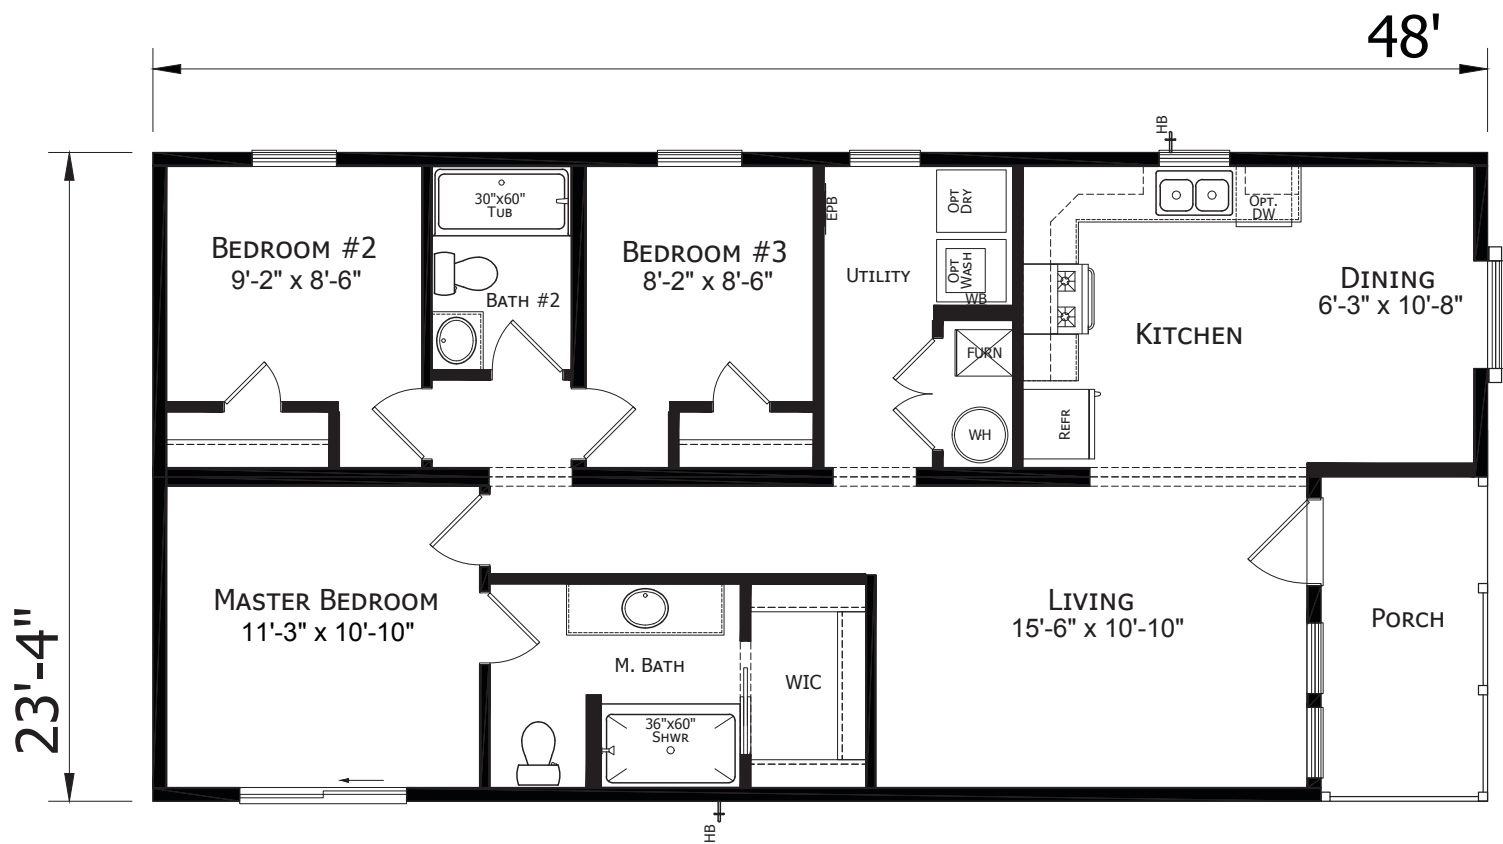 48'
HB
30"x60"
Tub
Opt
Dry
EPB
Opt.
DW
Bedroom #2
9'-2" x 8'-6"
Bedroom #3
8'-2" x 8'-6"
Utility
Opt
Wash
WB
Dining
6'-3" x 10'-8"
Bath #2
Kitchen
FURN
WH
Refr
Master Bedroom
11'-3" x 10'-10"
Living
15'-6" x 10'-10"
Porch
M. Bath
WIC
23'-4"
36"x60"
Shwr
HB